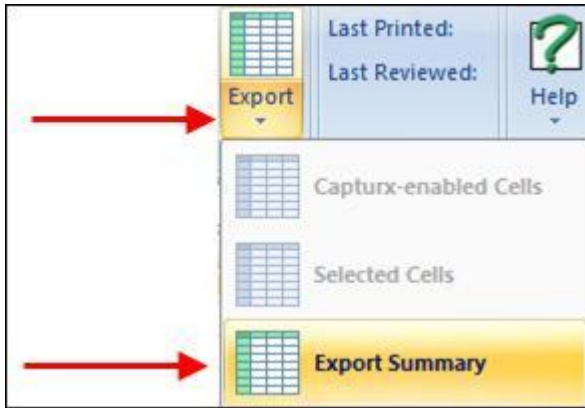 Last Printed:
Last Reviewed:
Export
Help
Capturx-enabled Cells
Selected Cells
Export Summary